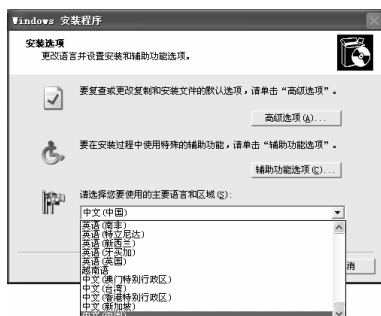 Windows 安装程序
安装选项
更改语言并设置安装和辅助功能选项。
要复查或更改复制和安装文件的默认选项，请单击“高级选项”。
高级选项(A)...
要在安装过程中使用特殊的辅助功能，请单击“辅助功能选项”。
辅助功能选项(C)...
请选择您要使用的主要语言和区域(S):
中文(中国)
英语(南非)
英语(特立尼达)
英语(新西兰)
英语(牙买加)
英语(英国)
越南语
中文(澳门特别行政区)
中文(台湾)
中文(香港特别行政区)
中文(新加坡)
中文(中国)
消